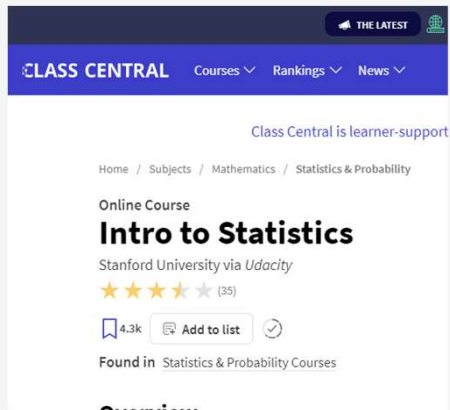 THE LATEST
CLASS CENTRAL Courses Rankings News
Class Central is learner-support
Home / Subjects / Mathematics / Statistics & Probability
Online Course
Intro to Statistics
Stanford University via Udacity
(35)
4.3k Add to list
Found in Statistics & Probability Courses
Overview